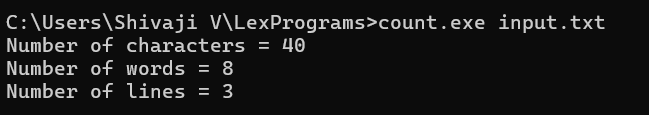 C:\Users\Shivaji V\LexPrograms>count.exe input.txt
Number of characters = 40
Number of words = 8
Number of lines = 3